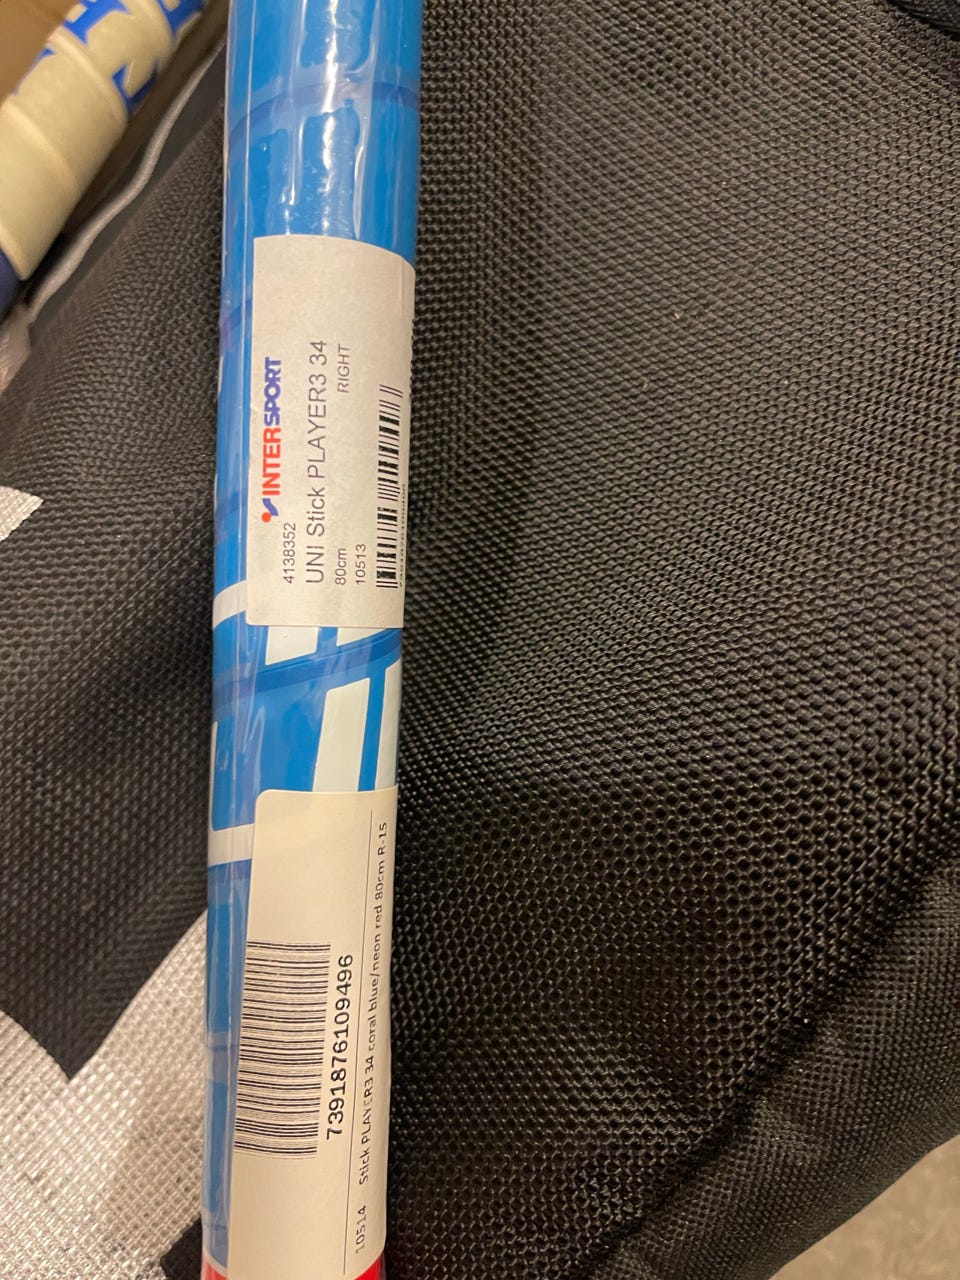 INTERSPORT
4138352
UNI Stick PLAYER3 34
RIGHT
80cm
10513
7391876109496
7391876109496
10514 Stick PLAYER3 34 coral blue/neon red 80cm R-15